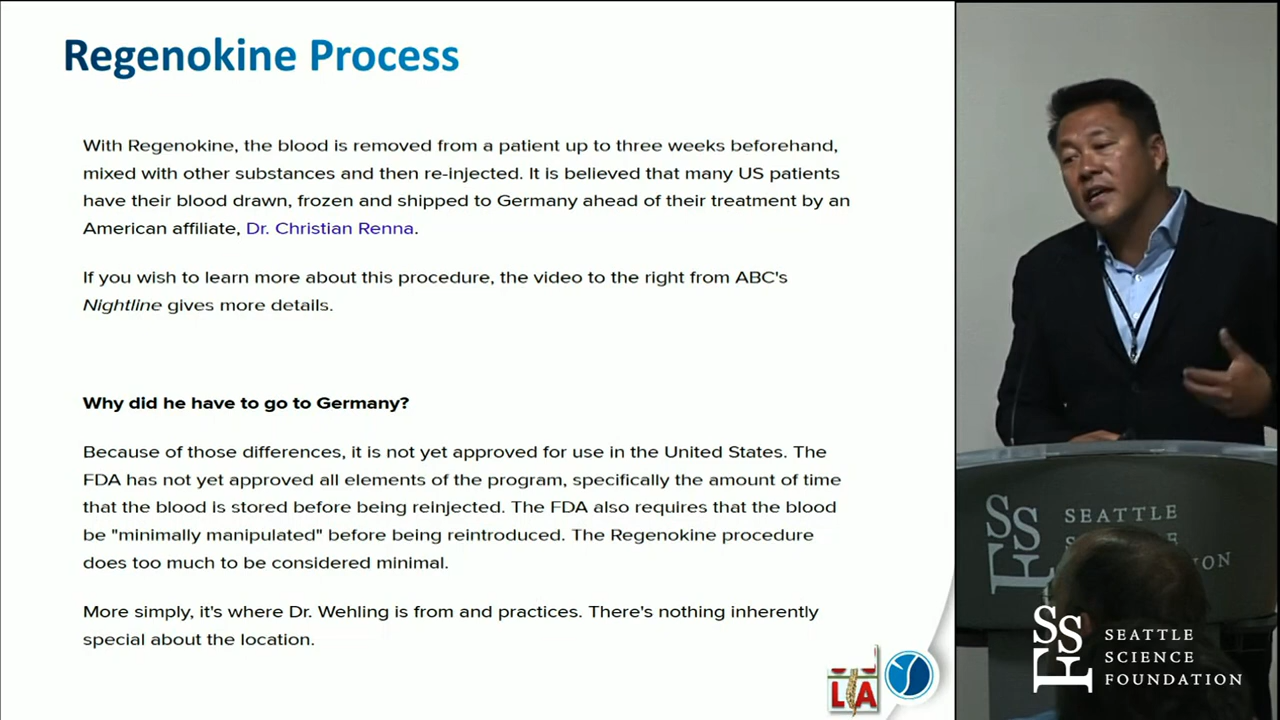 Regenokine Process
With Regenokine, the blood is removed from a patient up to three weeks beforehand,
mixed with other substances and then re-injected. It is believed that many US patients
have their blood drawn, frozen and shipped to Germany ahead of their treatment by an
American affiliate, Dr. Christian Renna.
If you wish to learn more about this procedure, the video to the right from ABC's
Nightline gives more details.
Why did he have to go to Germany?
Because of those differences, it is not yet approved for use in the United States. The
FDA has not yet approved all elements of the program, specifically the amount of time
that the blood is stored before being reinjected. The FDA also requires that the blood
be "minimally manipulated" before being reintroduced. The Regenokine procedure
does too much to be considered minimal.
More simply, it's where Dr. Wehling is from and practices. There's nothing inherently
special about the location.
L A
SSF
SEATTLE
SSF
SEATTLE
SCIENCE
FOUNDATION